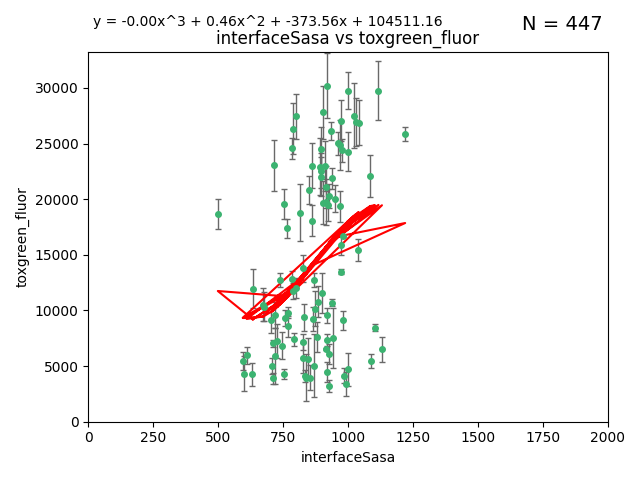 y = -0.00x^3 + 0.46x^2 + -373.56x + 104511.16
N = 447
interfaceSasa vs toxgreen_fluor
30000
25000
20000
15000
10000
5000
0
toxgreen_fluor
0 250 500 750 1000 1250 1500 1750 2000
interfaceSasa